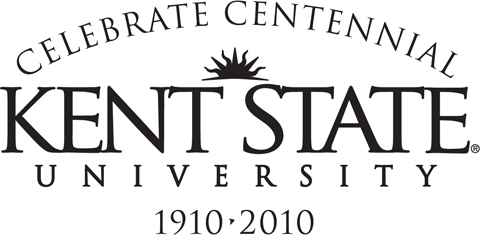 CELEBRATE CENTENNIAL
KENT STATE®
UNIVERSITY
1910·2010